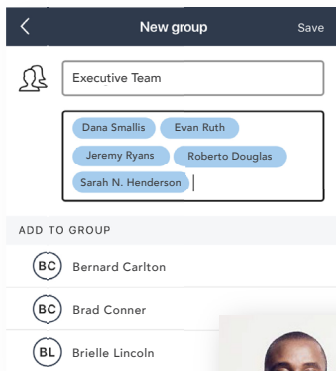 New group Save
Executive Team
Dana Smallis Evan Ruth
Jeremy Ryans Roberto Douglas
Sarah N. Henderson
ADD TO GROUP
BC Bernard Carlton
BC Brad Conner
BL Brielle Lincoln